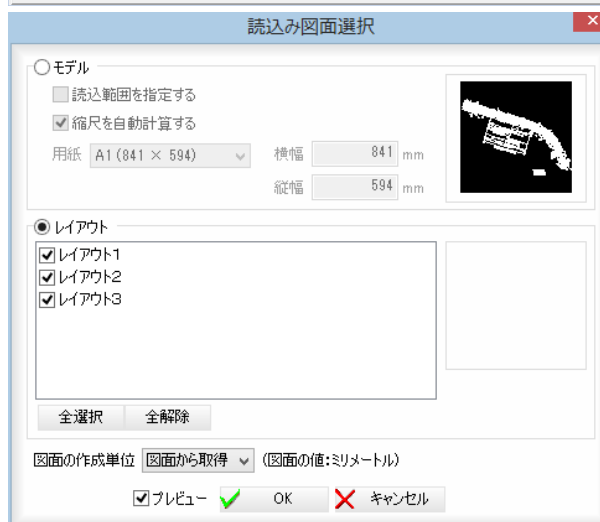 読込み図面選択
モデル
読込範囲を指定する
縮尺を自動計算する
用紙 A1 (841 × 594) 横幅 841 mm
縦幅 594 mm
レイアウト
レイアウト1
レイアウト2
レイアウト3
全選択 全解除
図面の作成単位 図面から取得 (図面の値:ミリメートル)
プレビュー OK キャンセル